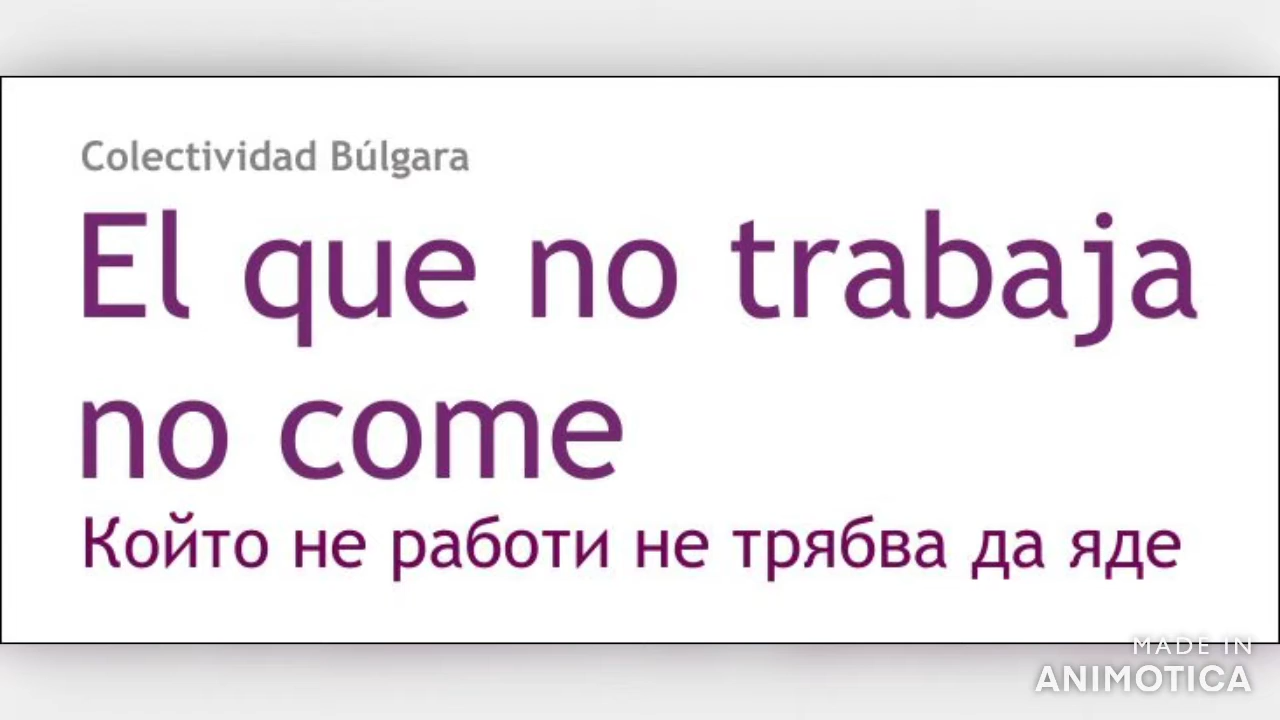 Colectividad Búlgara
El que no trabaja
no come
Който не работи не трябва да яде
MADE IN
ANIMOTICA